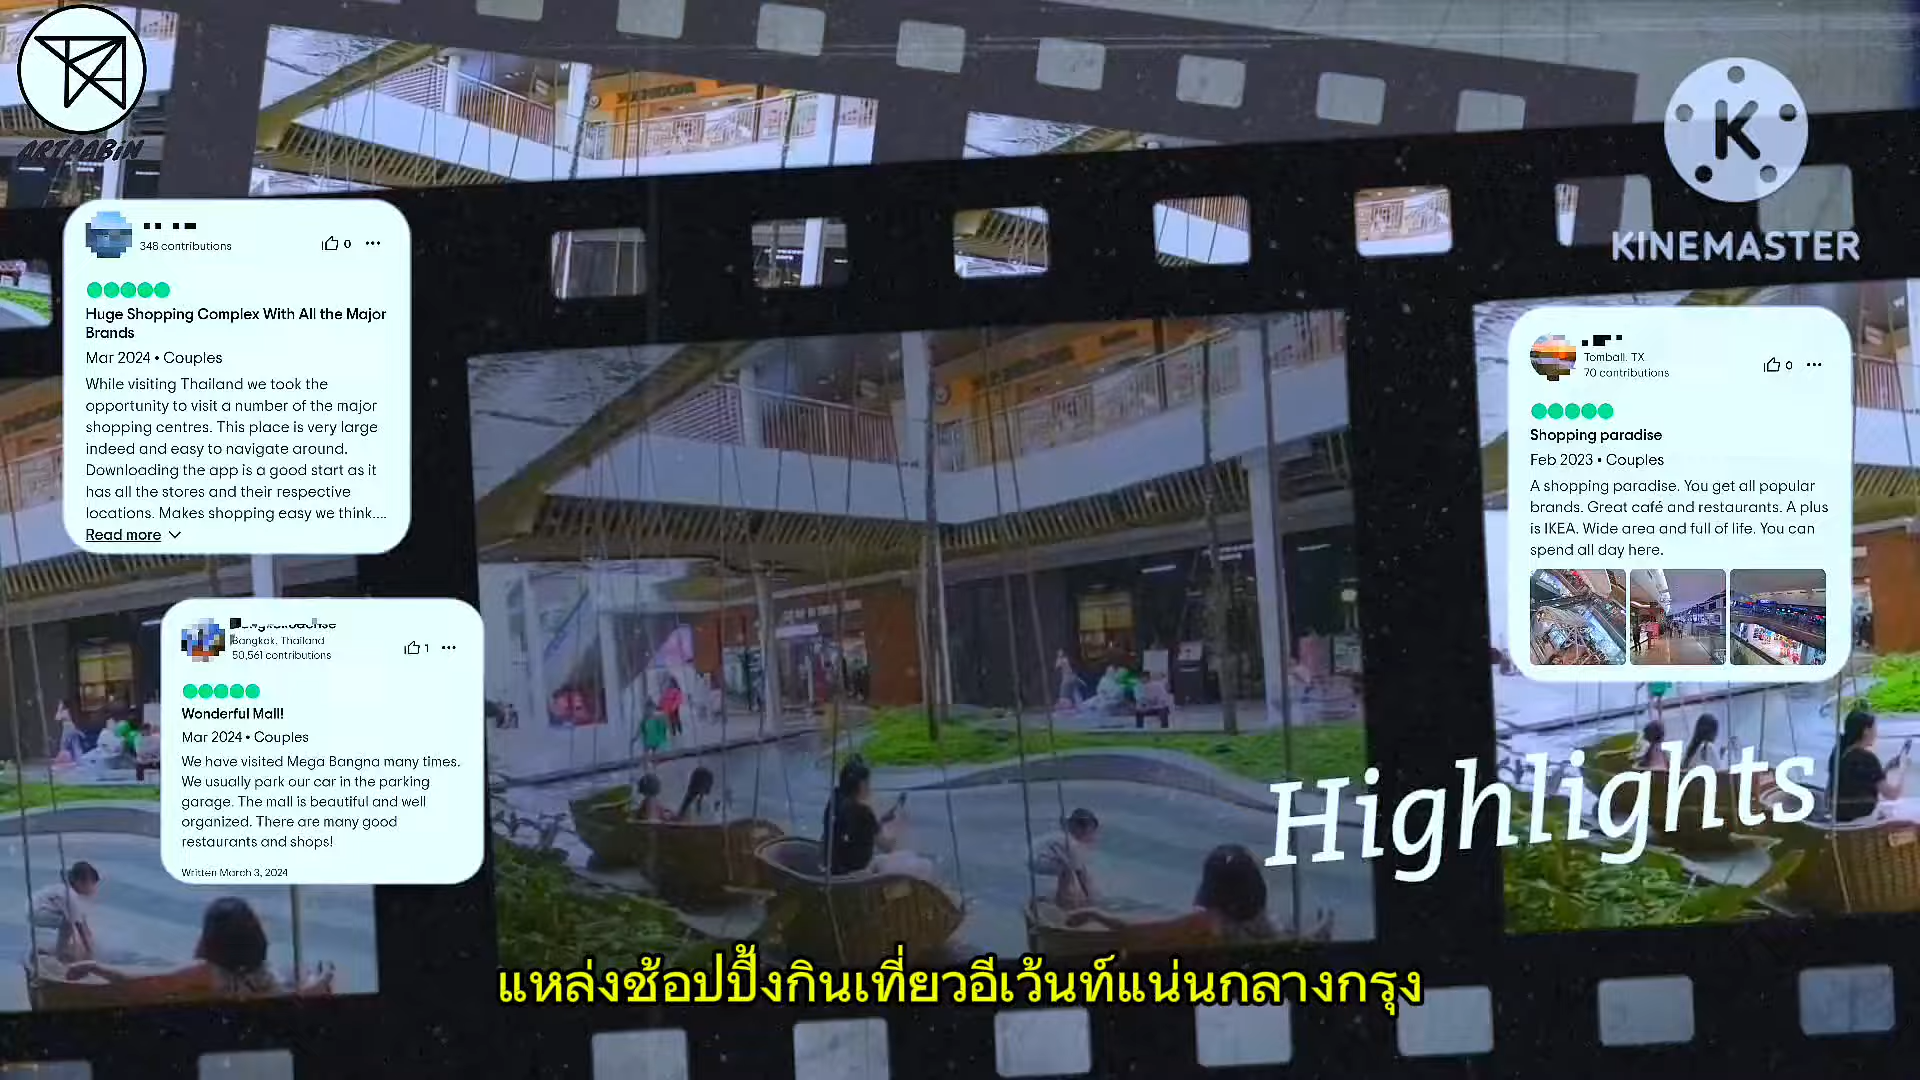 ARTPABIN
KINEMASTER
348 contributions
0
Huge Shopping Complex With All the Major
Brands
Mar 2024 • Couples
While visiting Thailand we took the
opportunity to visit a number of the major
shopping centres. This place is very large
indeed and easy to navigate around.
Downloading the app is a good start as it
has all the stores and their respective
locations. Makes shopping easy we think....
Read more
Bangkok, Thailand
50,561 contributions
1
Wonderful Mall!
Mar 2024 • Couples
We have visited Mega Bangna many times.
We usually park our car in the parking
garage. The mall is beautiful and well
organized. There are many good
restaurants and shops!
Written March 3, 2024
Tomball, TX
70 contributions
0
Shopping paradise
Feb 2023 • Couples
A shopping paradise. You get all popular
brands. Great café and restaurants. A plus
is IKEA. Wide area and full of life. You can
spend all day here.
Highlights
แหล่งช้อปปิ้งกินเที่ยวอีเว้นท์แน่นกลางกรุง